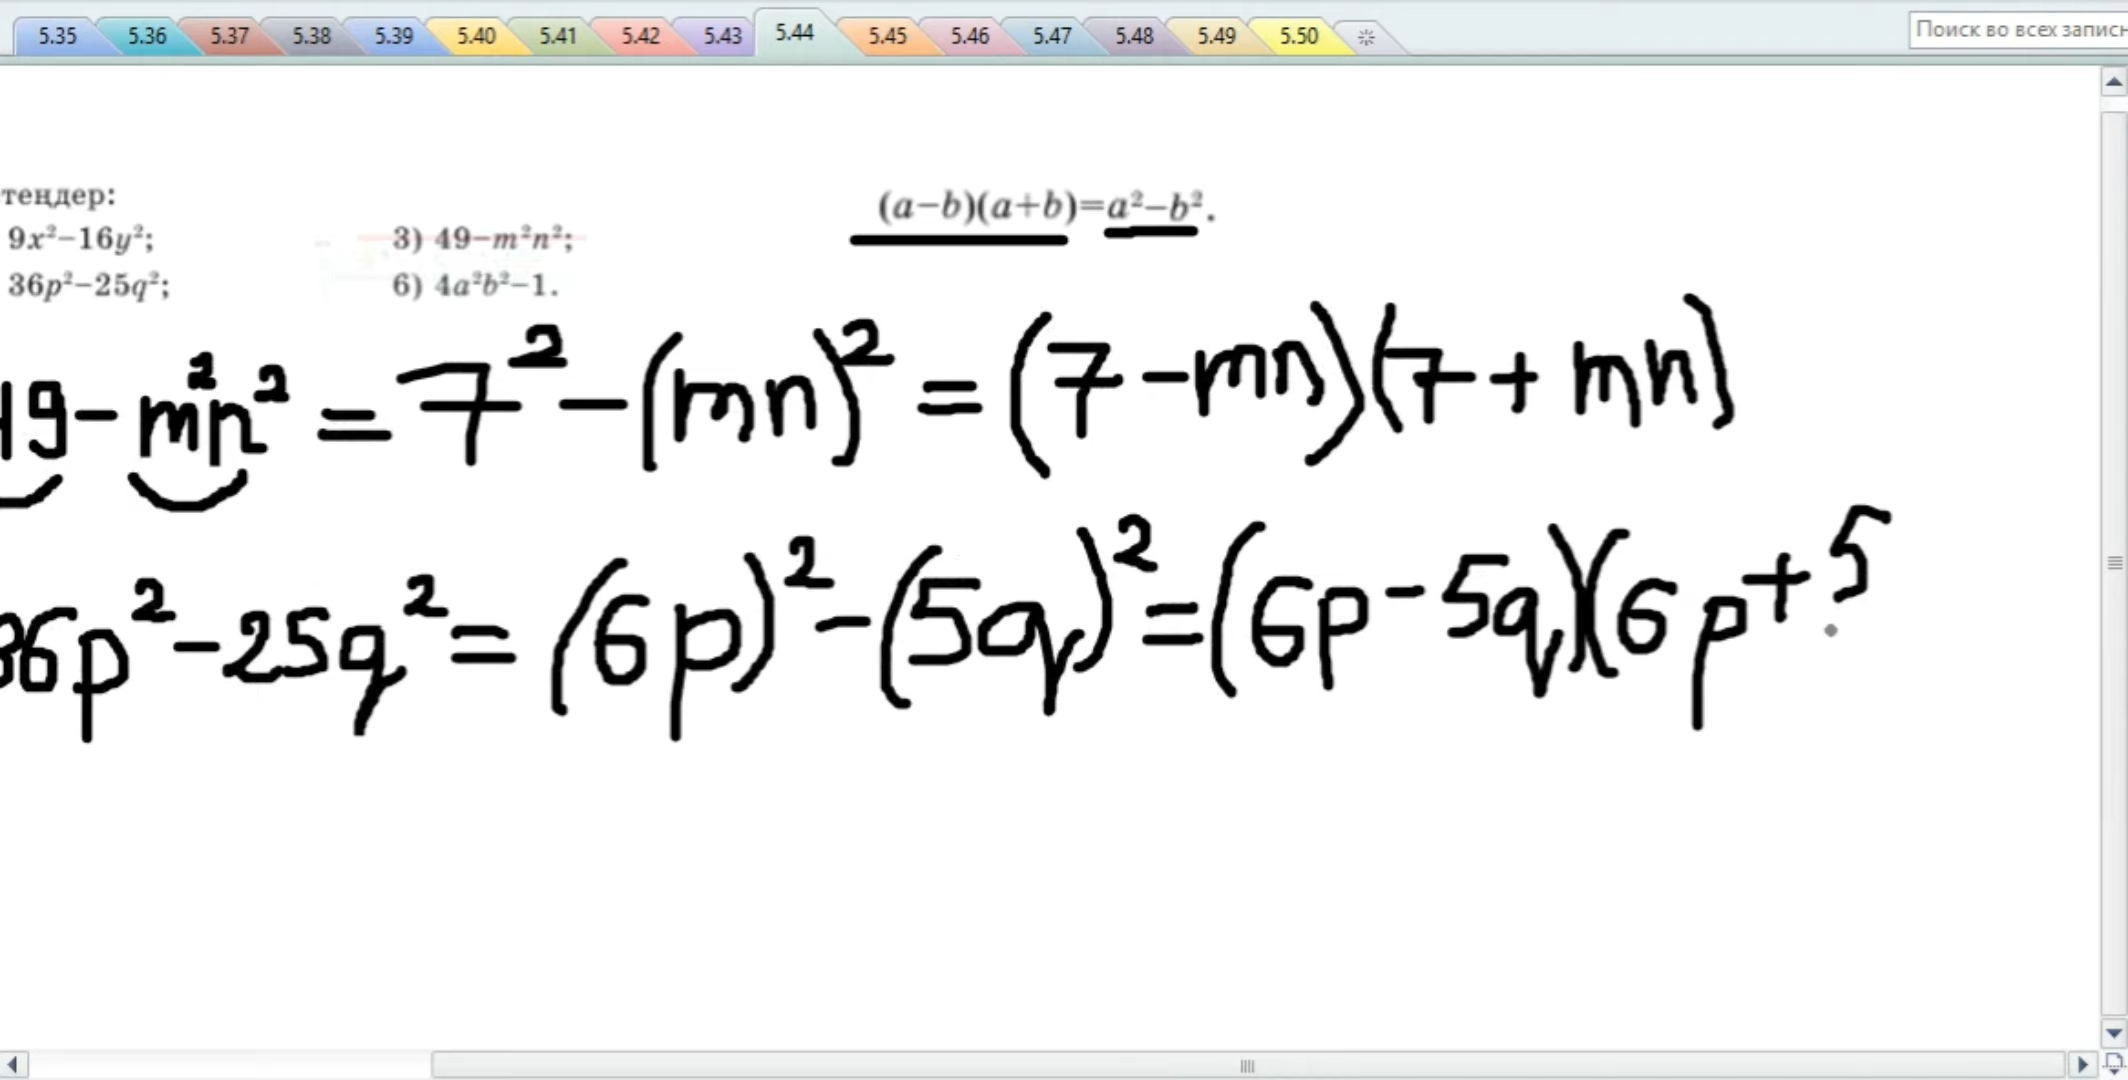 5.35 5.36 5.37 5.38 5.39 5.40 5.41 5.42 5.43 5.44 5.45 5.46 5.47 5.48 5.49 5.50
Поиск во всех запис
теңдер:
(a−b)(a+b)=a²−b².
9x²−16y²; 3) 49−m²n²;
36p²−25q²; 6) 4a²b²−1.
49 − m²n² = 7² − (mn)² = (7 − mn)(7 + mn)
36p² − 25q² = (6p)² − (5q)² = (6p − 5q)(6p + 5